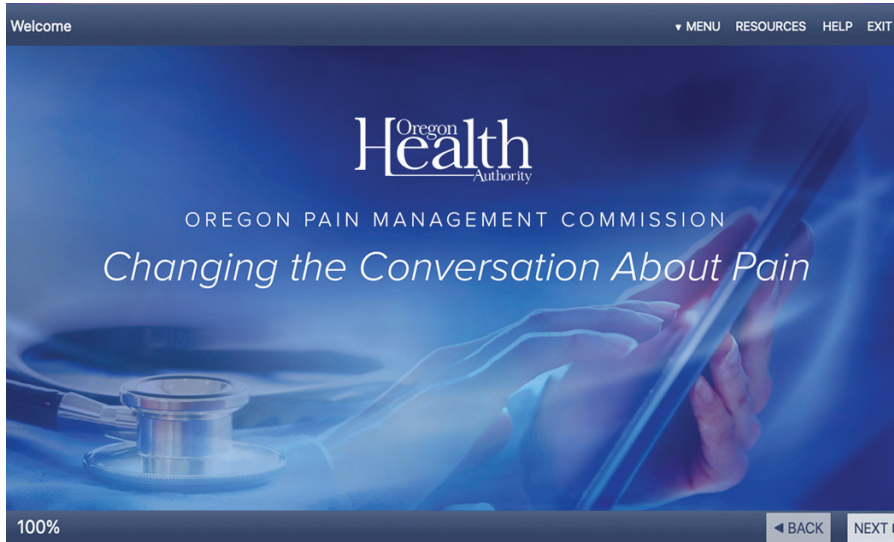 Welcome
▼ MENU RESOURCES HELP EXIT
Oregon
Health
Authority
OREGON PAIN MANAGEMENT COMMISSION
Changing the Conversation About Pain
100%
◀ BACK NEXT